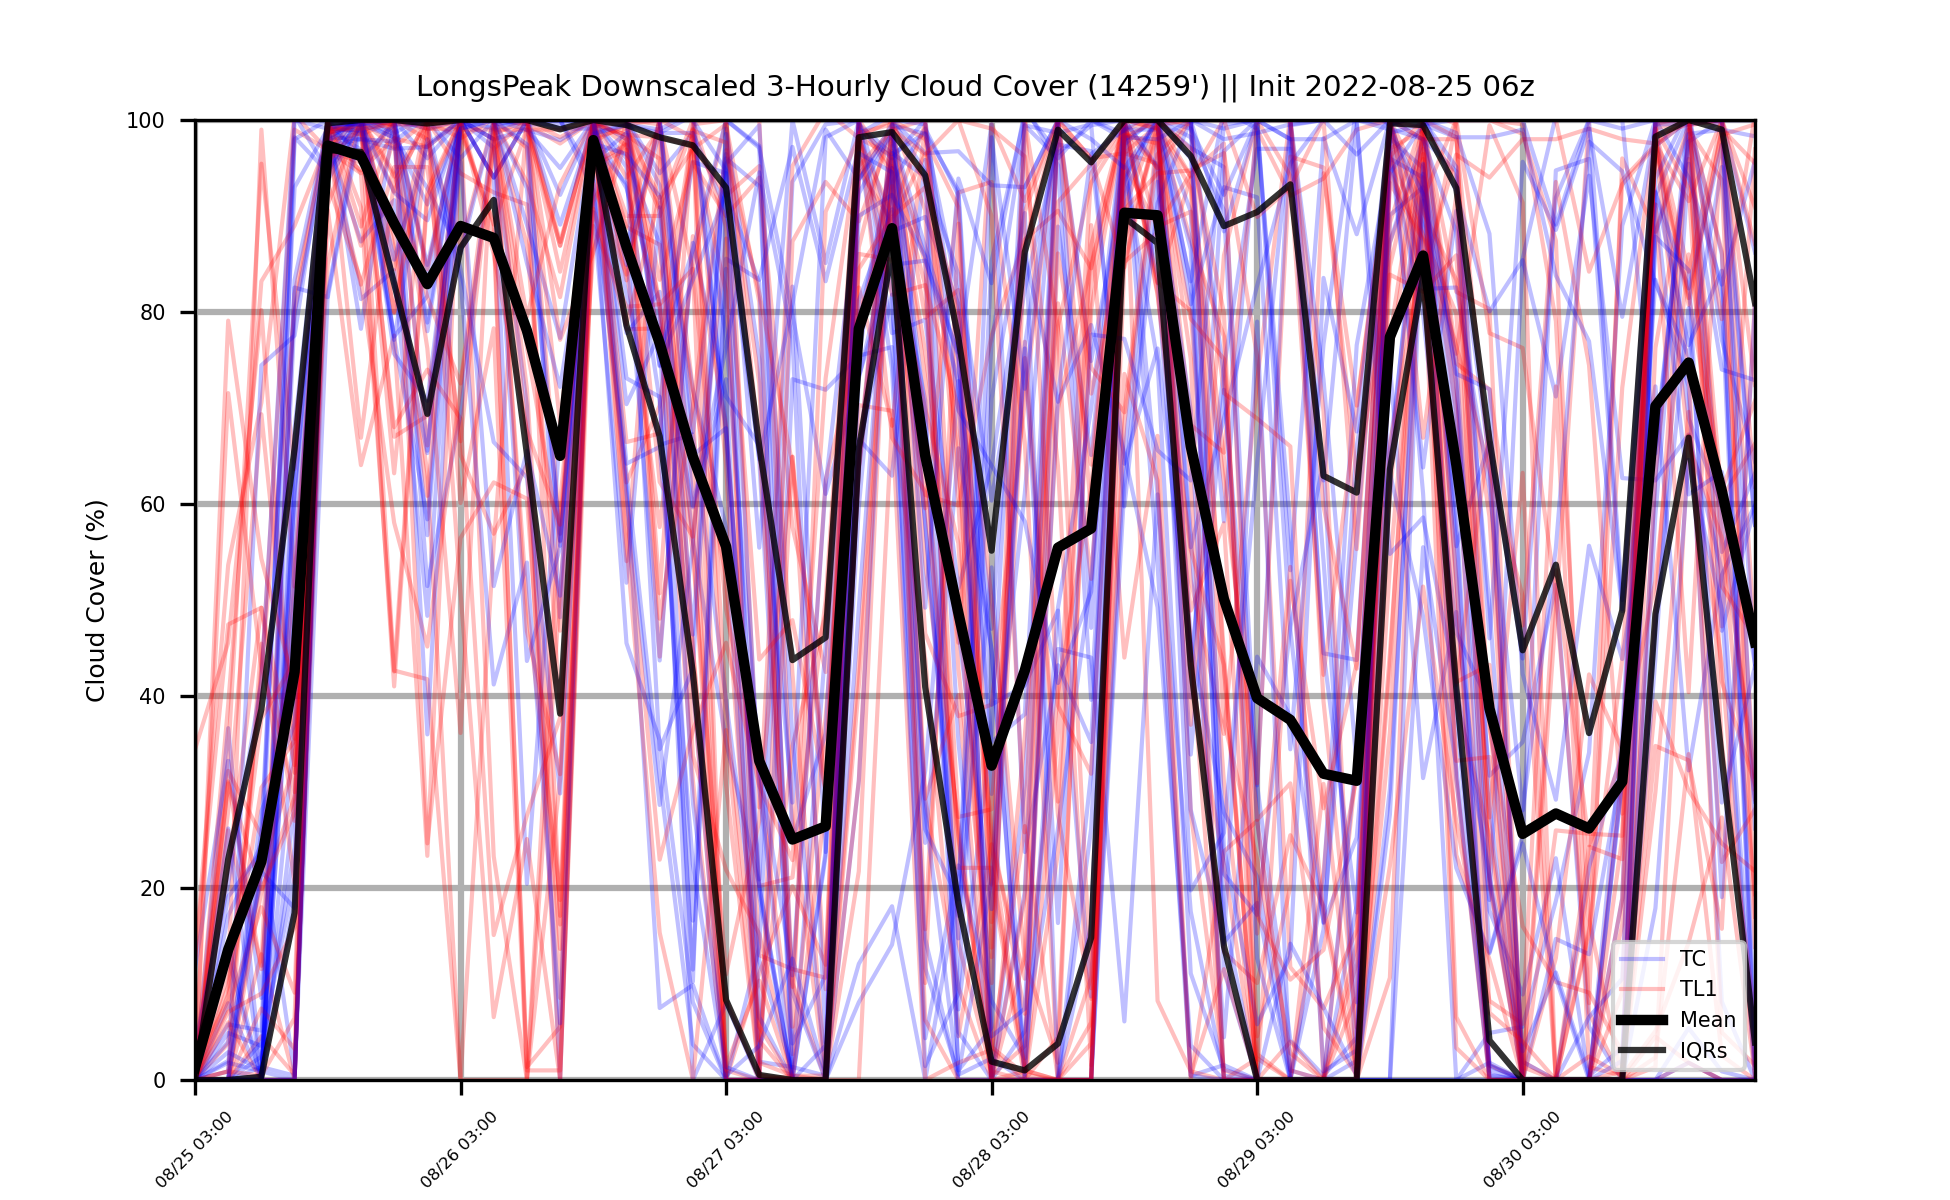 LongsPeak Downscaled 3-Hourly Cloud Cover (14259') || Init 2022-08-25 06z
Cloud Cover (%)
100
80
60
40
20
0
TC
TL1
Mean
IQRs
08/25 03:00
08/26 03:00
08/27 03:00
08/28 03:00
08/29 03:00
08/30 03:00